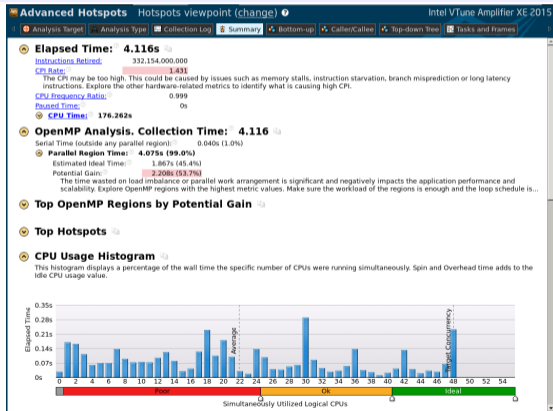 Advanced Hotspots Hotspots viewpoint (change) Intel VTune Amplifier XE 2015
Analysis Target Analysis Type Collection Log Summary Bottom-up Caller/Callee Top-down Tree Tasks and Frames
Elapsed Time: 4.116s
Instructions Retired: 332,154,000,000
CPI Rate: 1.431
The CPI may be too high. This could be caused by issues such as memory stalls, instruction starvation, branch misprediction or long latency
instructions. Explore the other hardware-related metrics to identify what is causing high CPI.
CPU Frequency Ratio: 0.999
Paused Time: 0s
CPU Time: 176.262s
OpenMP Analysis. Collection Time: 4.116
Serial Time (outside any parallel region): 0.040s (1.0%)
Parallel Region Time: 4.075s (99.0%)
Estimated Ideal Time: 1.867s (45.4%)
Potential Gain: 2.208s (53.7%)
The time wasted on load imbalance or parallel work arrangement is significant and negatively impacts the application performance and
scalability. Explore OpenMP regions with the highest metric values. Make sure the workload of the regions is enough and the loop schedule is...
Top OpenMP Regions by Potential Gain
Top Hotspots
CPU Usage Histogram
This histogram displays a percentage of the wall time the specific number of CPUs were running simultaneously. Spin and Overhead time adds to the
Idle CPU usage value.
Elapsed Time
0.35s
0.28s
0.21s
0.14s
0.07s
0s
Average
Target Concurrency
0 2 4 6 8 10 12 14 16 18 20 22 24 26 28 30 32 34 36 38 40 42 44 46 48 50 52 54
Poor Ok Ideal
Simultaneously Utilized Logical CPUs